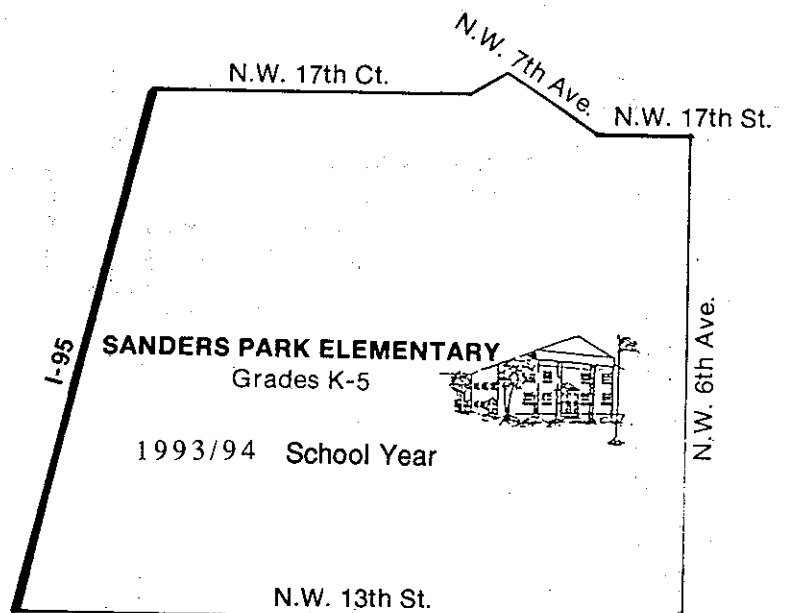 N.W. 7th Ave.
N.W. 17th Ct.
N.W. 17th St.
I-95
SANDERS PARK ELEMENTARY
Grades K-5
N.W. 6th Ave.
1993/94 School Year
N.W. 13th St.